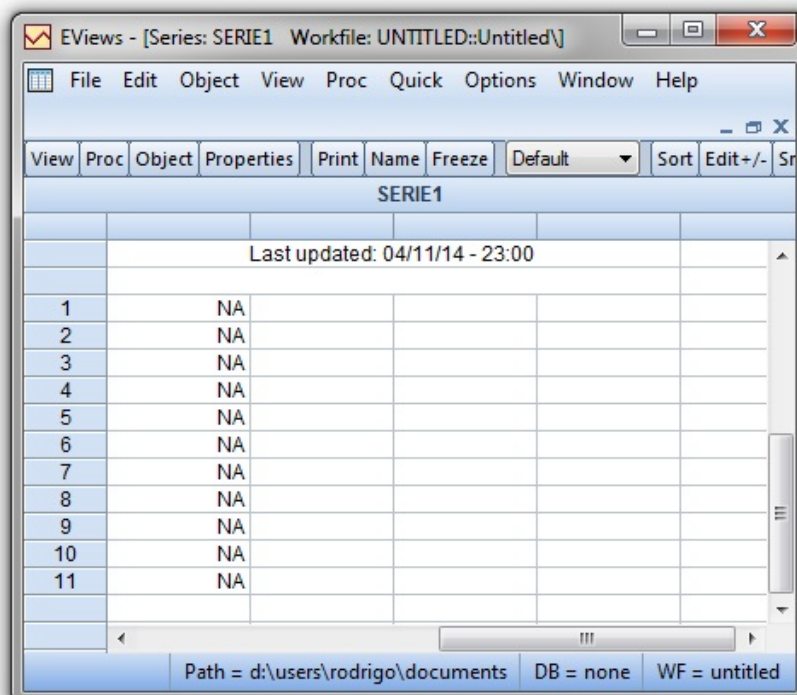 EViews - [Series: SERIE1 Workfile: UNTITLED::Untitled\]
File Edit Object View Proc Quick Options Window Help
View Proc Object Properties Print Name Freeze Default Sort Edit+/- Sr
SERIE1
Last updated: 04/11/14 - 23:00
1 NA
2 NA
3 NA
4 NA
5 NA
6 NA
7 NA
8 NA
9 NA
10 NA
11 NA
Path = d:\users\rodrigo\documents DB = none WF = untitled